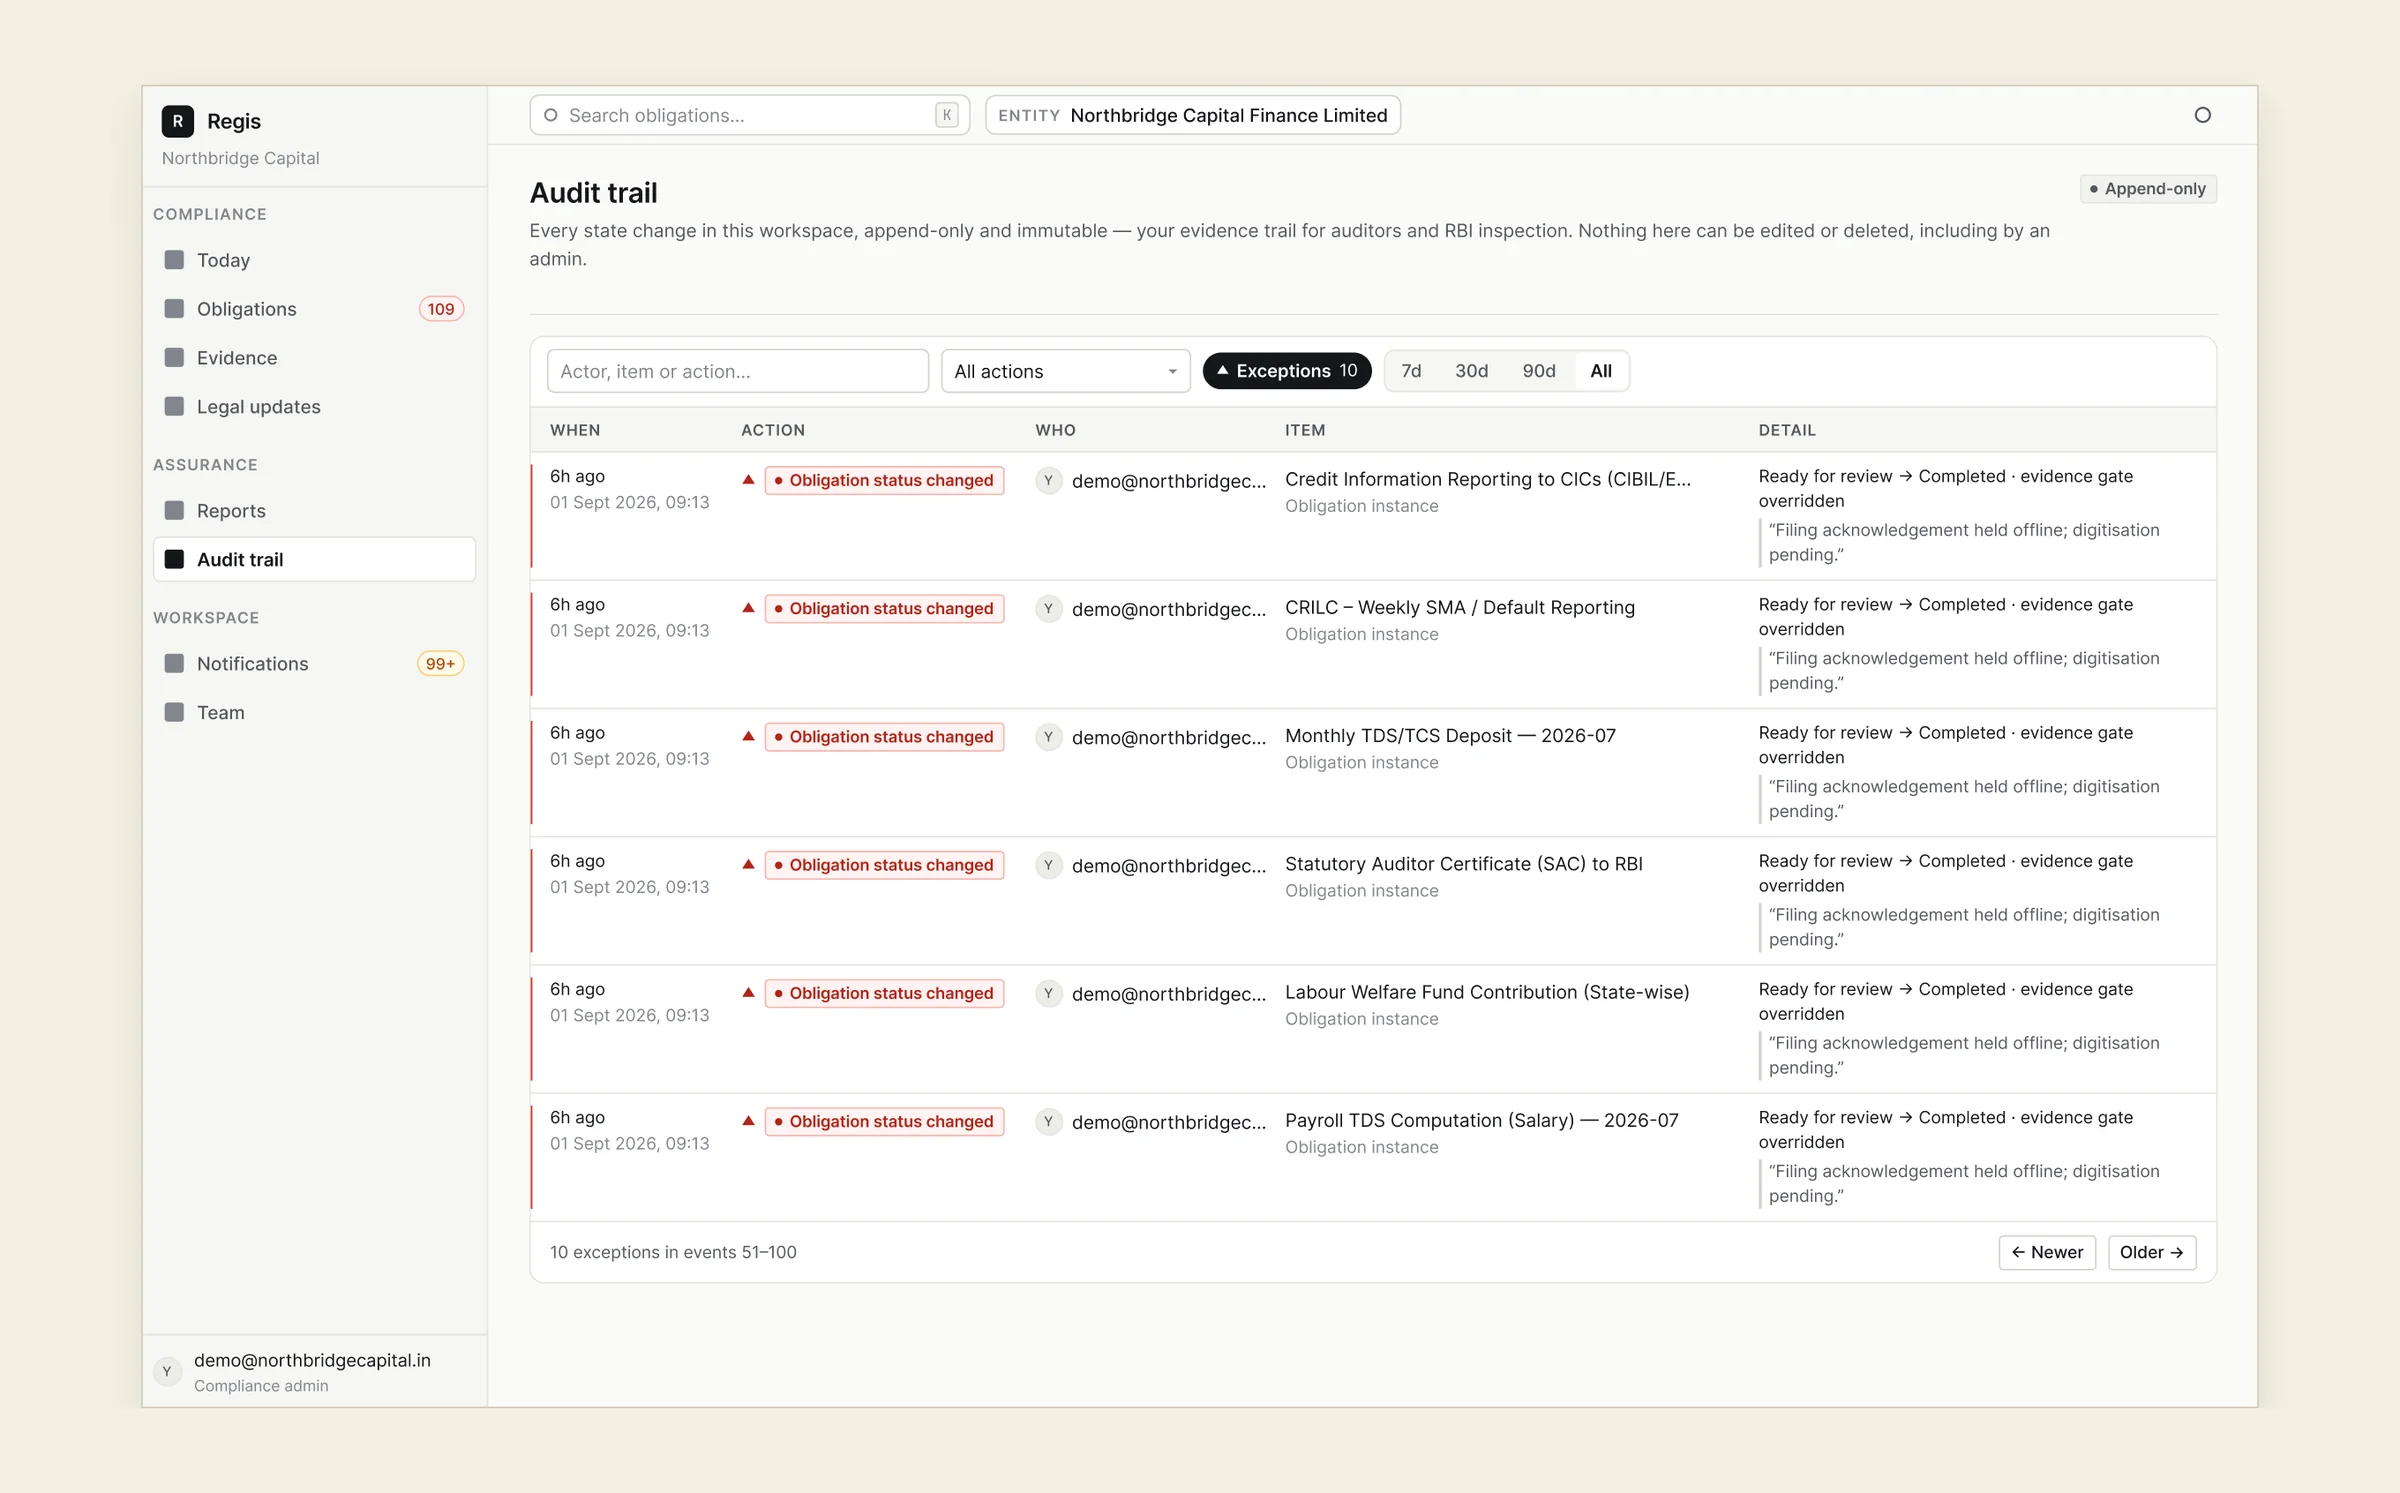 R Regis
Northbridge Capital
COMPLIANCE
Today
Obligations 109
Evidence
Legal updates
ASSURANCE
Reports
Audit trail
WORKSPACE
Notifications 99+
Team
Y demo@northbridgecapital.in
Compliance admin
Search obligations... K
ENTITY Northbridge Capital Finance Limited
Audit trail
Append-only
Every state change in this workspace, append-only and immutable — your evidence trail for auditors and RBI inspection. Nothing here can be edited or deleted, including by an
admin.
Actor, item or action...
All actions
▲ Exceptions 10
7d 30d 90d All
WHEN ACTION WHO ITEM DETAIL
6h ago
01 Sept 2026, 09:13
Obligation status changed
Y demo@northbridgec...
Credit Information Reporting to CICs (CIBIL/E...
Obligation instance
Ready for review → Completed · evidence gate
overridden
“Filing acknowledgement held offline; digitisation
pending.”
6h ago
01 Sept 2026, 09:13
Obligation status changed
Y demo@northbridgec...
CRILC – Weekly SMA / Default Reporting
Obligation instance
Ready for review → Completed · evidence gate
overridden
“Filing acknowledgement held offline; digitisation
pending.”
6h ago
01 Sept 2026, 09:13
Obligation status changed
Y demo@northbridgec...
Monthly TDS/TCS Deposit — 2026-07
Obligation instance
Ready for review → Completed · evidence gate
overridden
“Filing acknowledgement held offline; digitisation
pending.”
6h ago
01 Sept 2026, 09:13
Obligation status changed
Y demo@northbridgec...
Statutory Auditor Certificate (SAC) to RBI
Obligation instance
Ready for review → Completed · evidence gate
overridden
“Filing acknowledgement held offline; digitisation
pending.”
6h ago
01 Sept 2026, 09:13
Obligation status changed
Y demo@northbridgec...
Labour Welfare Fund Contribution (State-wise)
Obligation instance
Ready for review → Completed · evidence gate
overridden
“Filing acknowledgement held offline; digitisation
pending.”
6h ago
01 Sept 2026, 09:13
Obligation status changed
Y demo@northbridgec...
Payroll TDS Computation (Salary) — 2026-07
Obligation instance
Ready for review → Completed · evidence gate
overridden
“Filing acknowledgement held offline; digitisation
pending.”
10 exceptions in events 51–100
← Newer
Older →